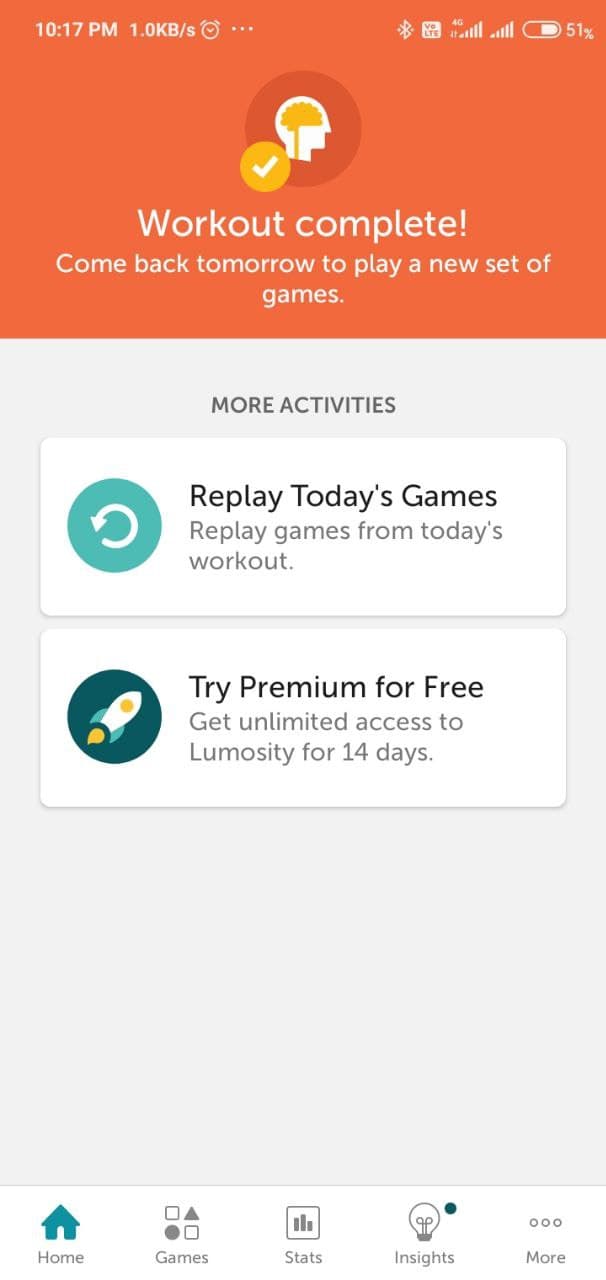 10:17 PM 1.0KB/s ... Vo LTE 4G 51%
Workout complete!
Come back tomorrow to play a new set of
games.
MORE ACTIVITIES
Replay Today's Games
Replay games from today's
workout.
Try Premium for Free
Get unlimited access to
Lumosity for 14 days.
Home Games Stats Insights More